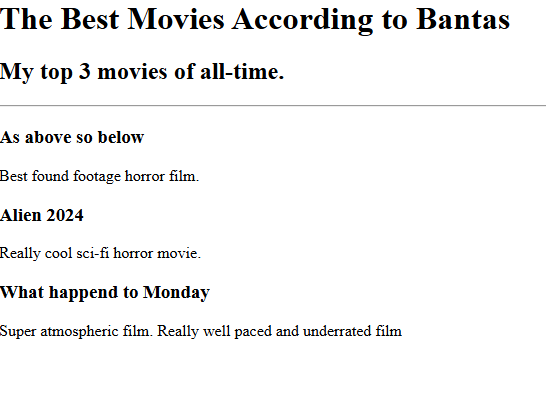 The Best Movies According to Bantas
My top 3 movies of all-time.
As above so below
Best found footage horror film.
Alien 2024
Really cool sci-fi horror movie.
What happend to Monday
Super atmospheric film. Really well paced and underrated film